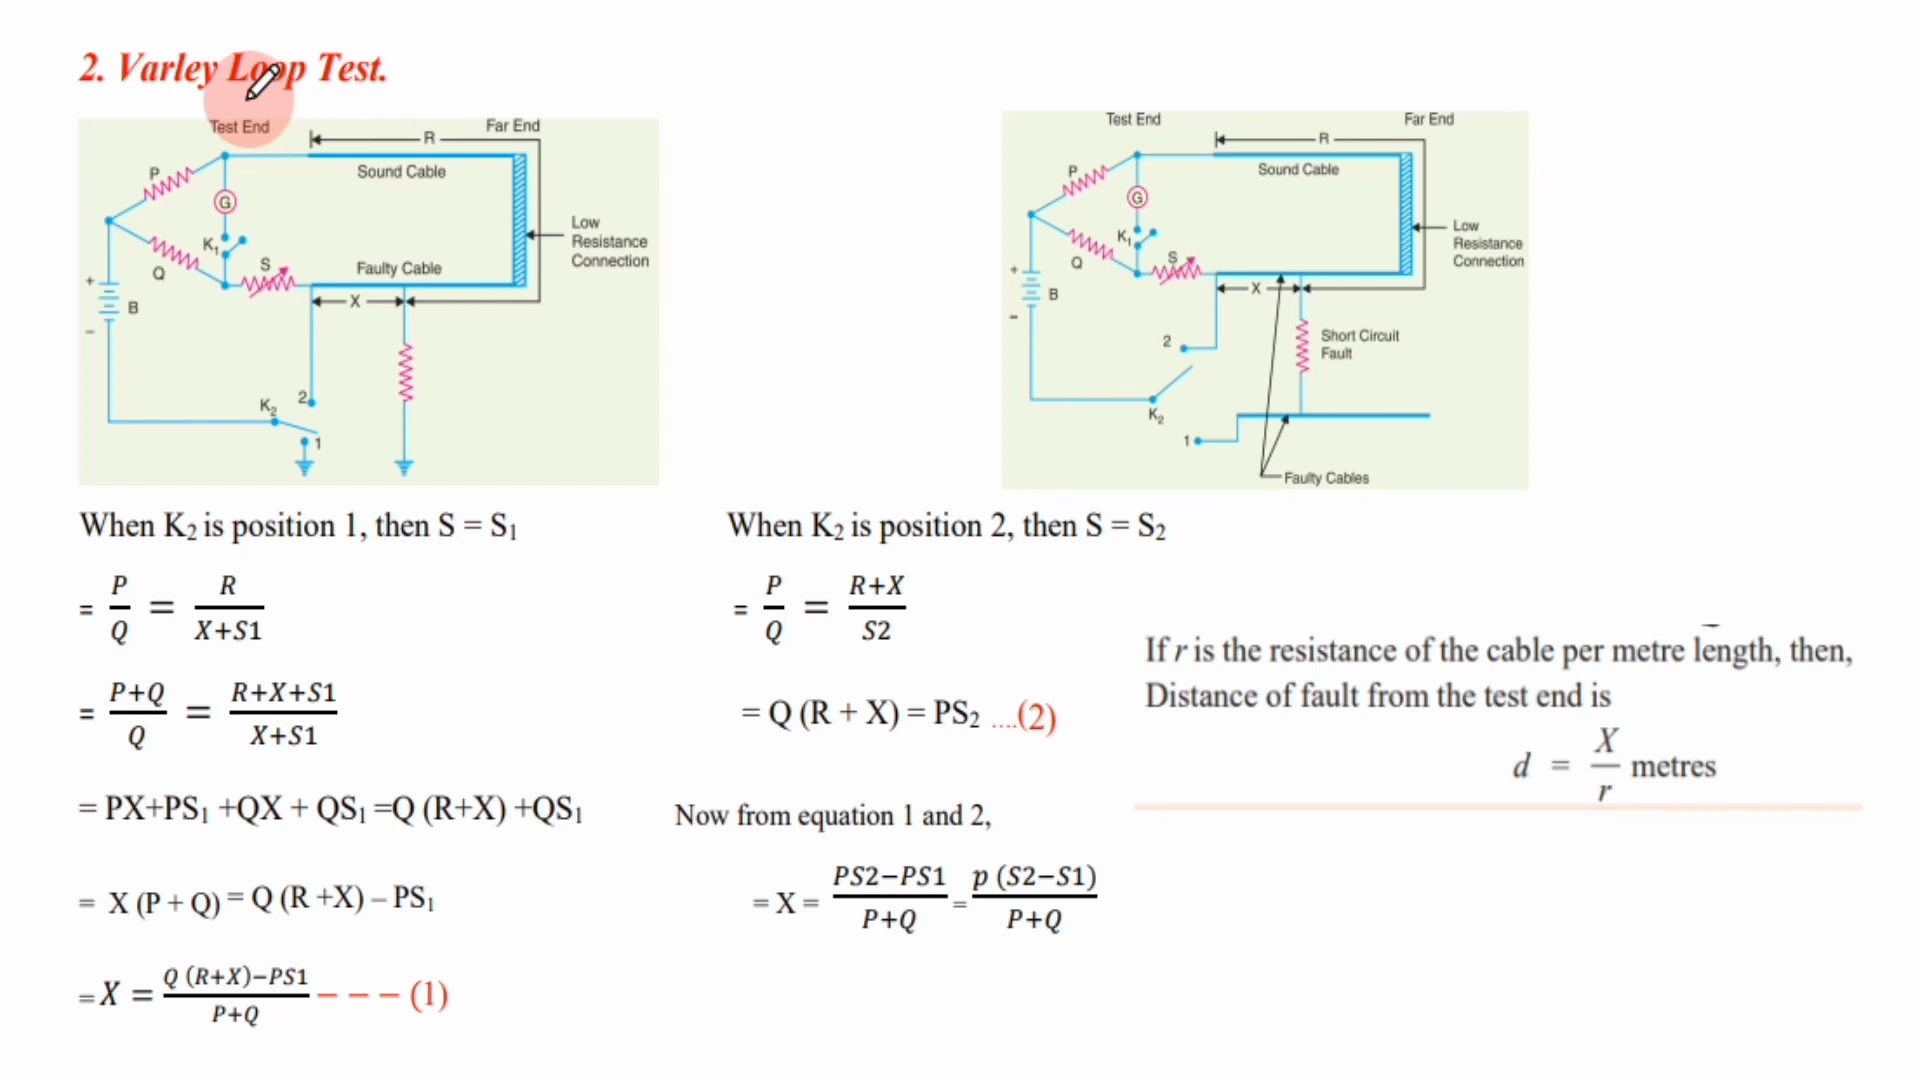 2. Varley Loop Test.
Test End
Far End
R
P
Sound Cable
G
Low
Resistance
Connection
K₁
Q
S
Faulty Cable
X
+
B
−
K₂
2
1
Test End
Far End
R
P
Sound Cable
G
Low
Resistance
Connection
K₁
Q
S
+
B
X
-
2
Short Circuit
Fault
K₂
1
Faulty Cables
When K₂ is position 1, then S = S₁
= P/Q = R/X+S1
= P+Q/Q = R+X+S1/X+S1
= PX+PS₁ +QX + QS₁ =Q (R+X) +QS₁
= X (P + Q) = Q (R +X) – PS₁
= X = Q (R+X)−PS1/P+Q − − − (1)
When K₂ is position 2, then S = S₂
= P/Q = R+X/S2
= Q (R + X) = PS₂ ....(2)
Now from equation 1 and 2,
= X = PS2−PS1/P+Q = p (S2−S1)/P+Q
If r is the resistance of the cable per metre length, then,
Distance of fault from the test end is
d = X/r metres